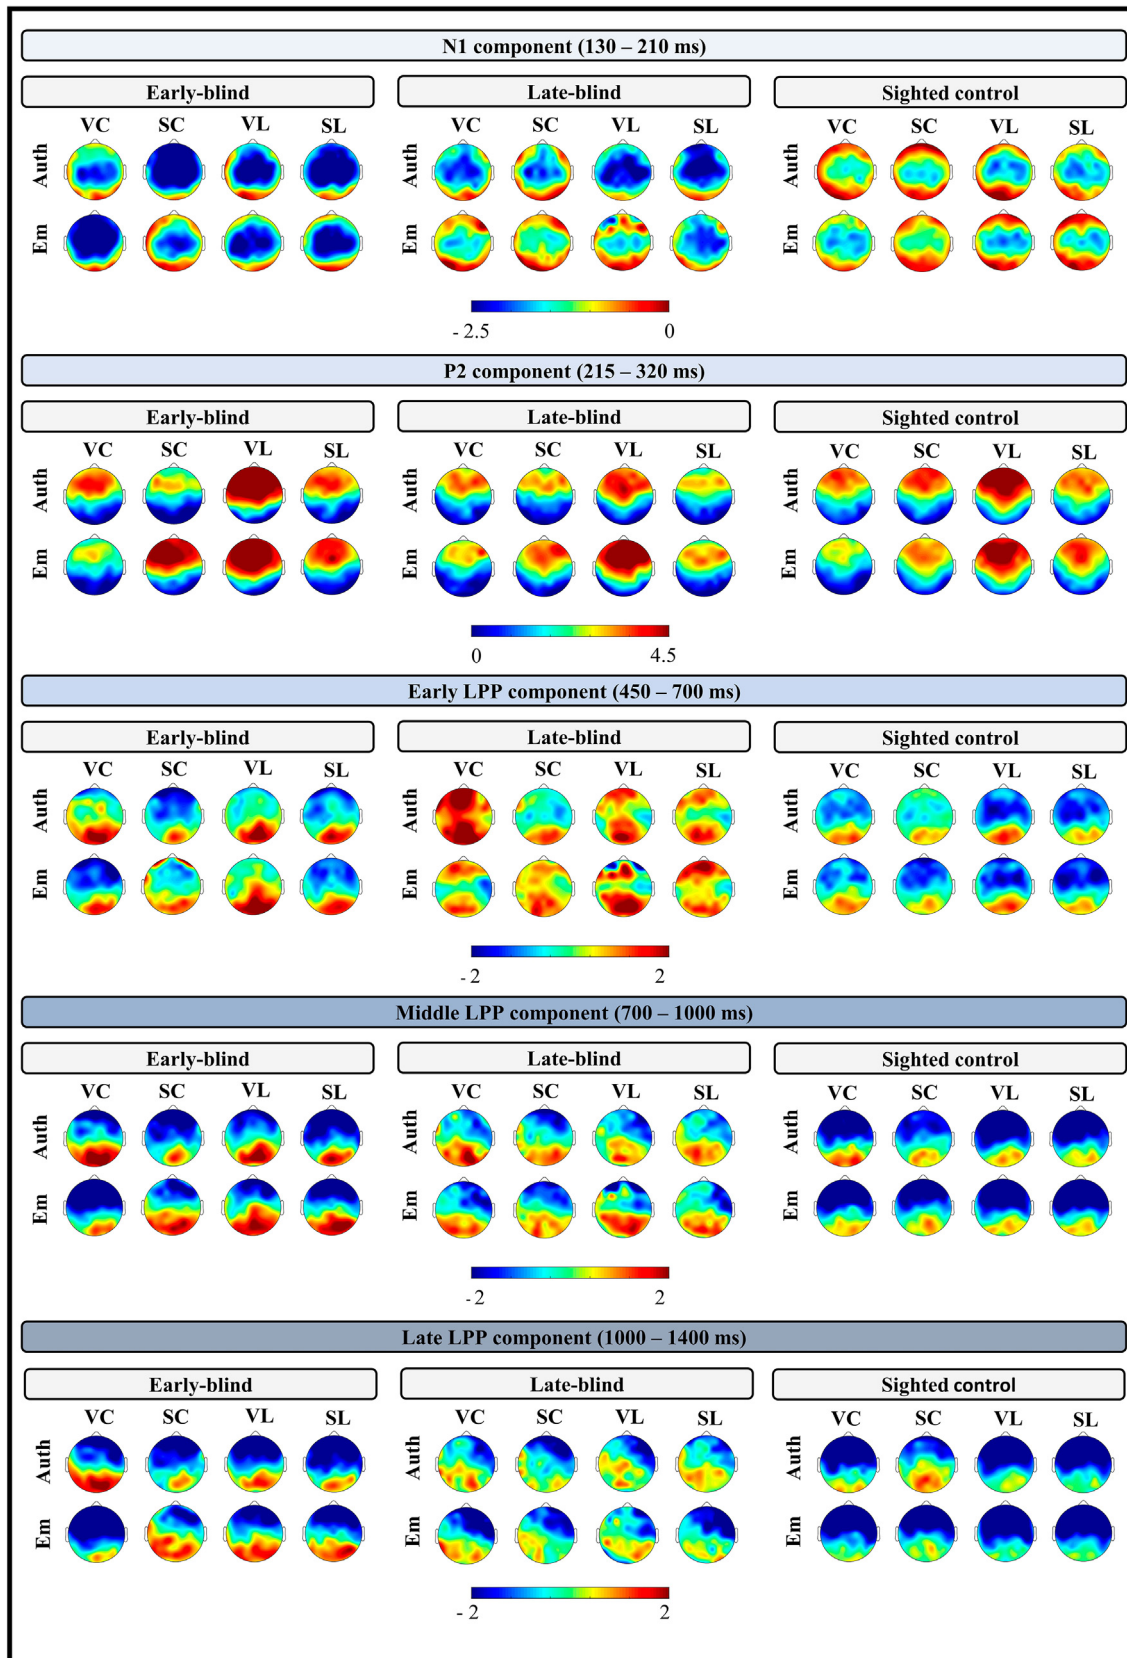 N1 component (130 – 210 ms)
Early-blind Late-blind Sighted control
VC SC VL SL VC SC VL SL VC SC VL SL
Auth Auth Auth
Em Em Em
- 2.5 0
P2 component (215 – 320 ms)
Early-blind Late-blind Sighted control
VC SC VL SL VC SC VL SL VC SC VL SL
Auth Auth Auth
Em Em Em
0 4.5
Early LPP component (450 – 700 ms)
Early-blind Late-blind Sighted control
VC SC VL SL VC SC VL SL VC SC VL SL
Auth Auth Auth
Em Em Em
- 2 2
Middle LPP component (700 – 1000 ms)
Early-blind Late-blind Sighted control
VC SC VL SL VC SC VL SL VC SC VL SL
Auth Auth Auth
Em Em Em
- 2 2
Late LPP component (1000 – 1400 ms)
Early-blind Late-blind Sighted control
VC SC VL SL VC SC VL SL VC SC VL SL
Auth Auth Auth
Em Em Em
- 2 2